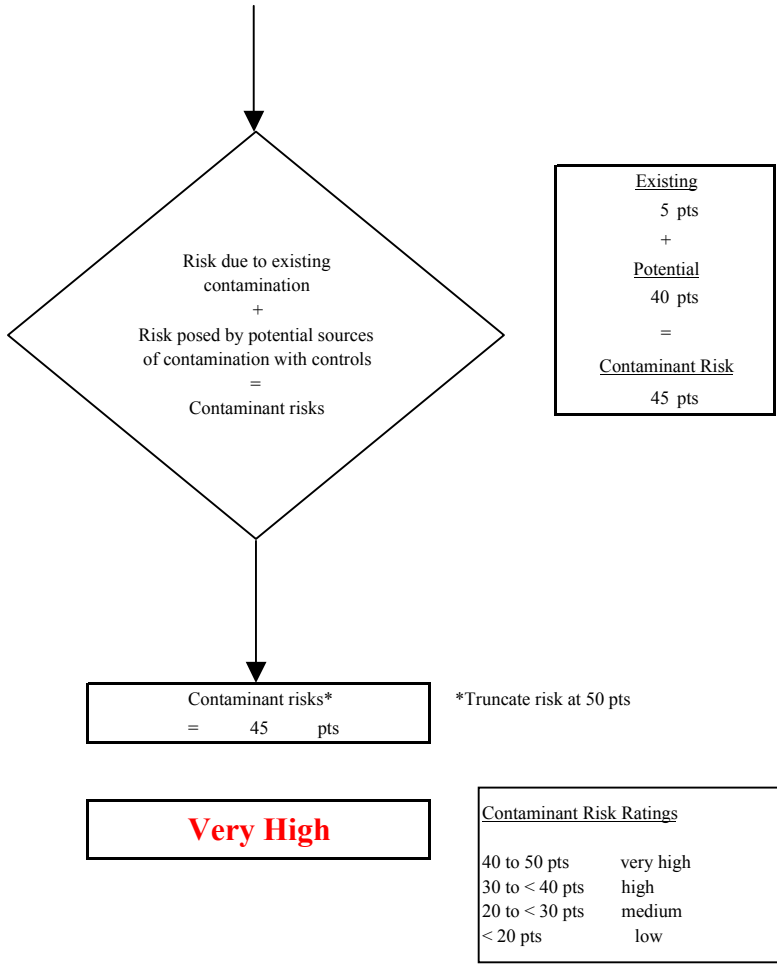 Risk due to existing
contamination
+
Risk posed by potential sources
of contamination with controls
=
Contaminant risks
Existing
5 pts
+
Potential
40 pts
=
Contaminant Risk
45 pts
Contaminant risks*
= 45 pts
*Truncate risk at 50 pts
Very High
Contaminant Risk Ratings
40 to 50 pts very high
30 to < 40 pts high
20 to < 30 pts medium
< 20 pts low